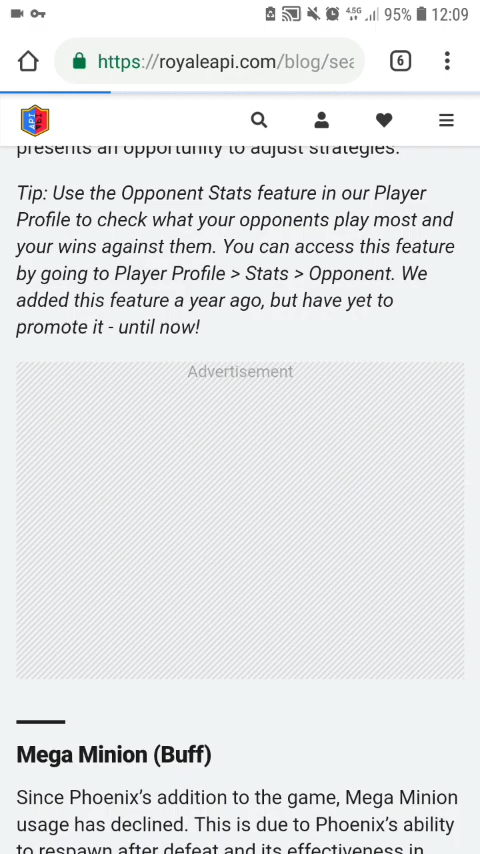 4.5G 95% 12:09
https://royaleapi.com/blog/sea
6
API
presents an opportunity to adjust strategies.
Tip: Use the Opponent Stats feature in our Player
Profile to check what your opponents play most and
your wins against them. You can access this feature
by going to Player Profile > Stats > Opponent. We
added this feature a year ago, but have yet to
promote it - until now!
Advertisement
Mega Minion (Buff)
Since Phoenix’s addition to the game, Mega Minion
usage has declined. This is due to Phoenix’s ability
to respawn after defeat and its effectiveness in